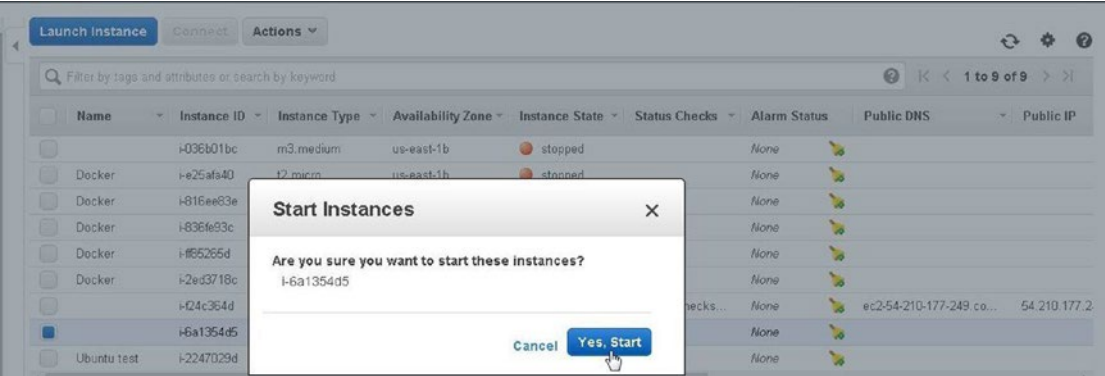 Launch Instance Connect Actions
Filter by tags and attributes or search by keyword 1 to 9 of 9
Name Instance ID Instance Type Availability Zone Instance State Status Checks Alarm Status Public DNS Public IP
i-036b01bc m3.medium us-east-1b stopped None
Docker i-e25afa40 t2.micro us-east-1b stopped None
Docker i-816ee83e None
Docker i-836fe93c None
Docker i-ff85265d None
Docker i-2ed3718c None
i-f24c364d hecks... None ec2-54-210-177-249.co... 54.210.177.2
i-6a1354d5 None
Ubuntu test i-2247029d None
Start Instances
Are you sure you want to start these instances?
i-6a1354d5
Cancel Yes, Start